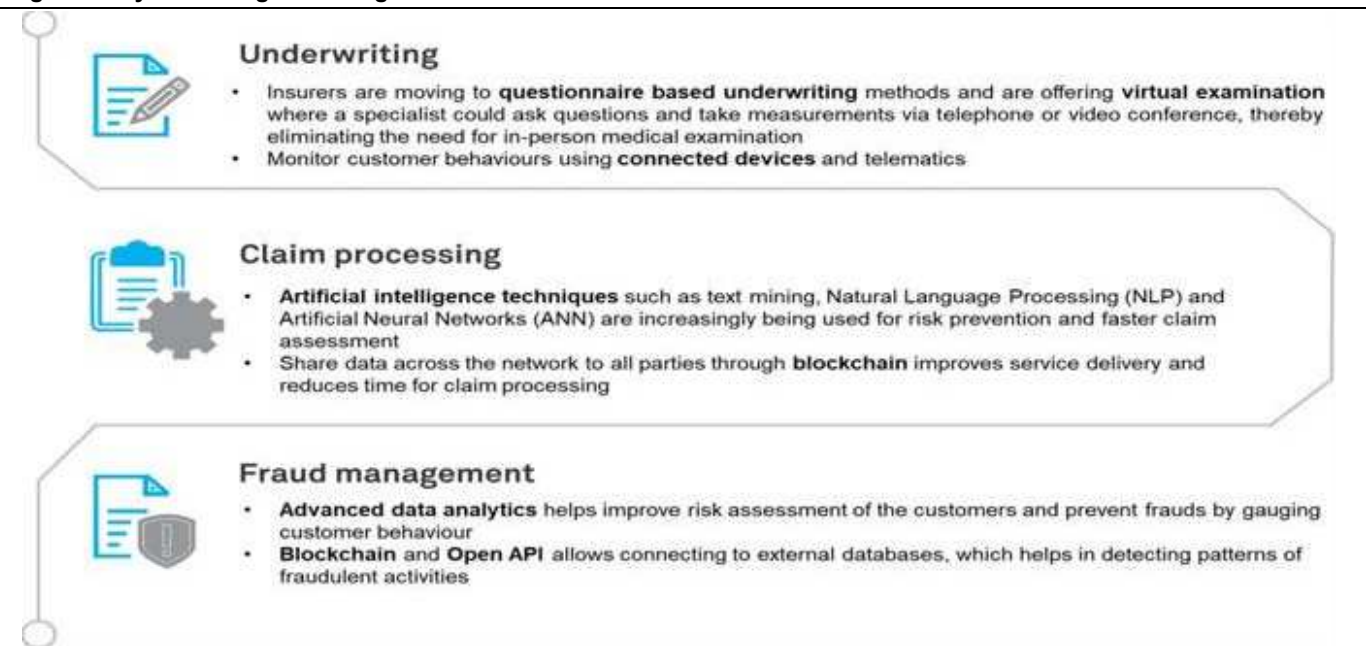 Underwriting
• Insurers are moving to questionnaire based underwriting methods and are offering virtual examination
where a specialist could ask questions and take measurements via telephone or video conference, thereby
eliminating the need for in-person medical examination
• Monitor customer behaviours using connected devices and telematics
Claim processing
• Artificial intelligence techniques such as text mining, Natural Language Processing (NLP) and
Artificial Neural Networks (ANN) are increasingly being used for risk prevention and faster claim
assessment
• Share data across the network to all parties through blockchain improves service delivery and
reduces time for claim processing
Fraud management
• Advanced data analytics helps improve risk assessment of the customers and prevent frauds by gauging
customer behaviour
• Blockchain and Open API allows connecting to external databases, which helps in detecting patterns of
fraudulent activities